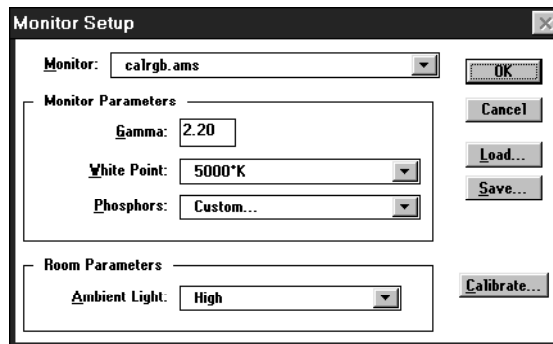 Monitor Setup
Monitor: calrgb.ams
OK
Monitor Parameters
Cancel
Gamma: 2.20
Load...
White Point: 5000°K
Save...
Phosphors: Custom...
Room Parameters
Ambient Light: High
Calibrate...